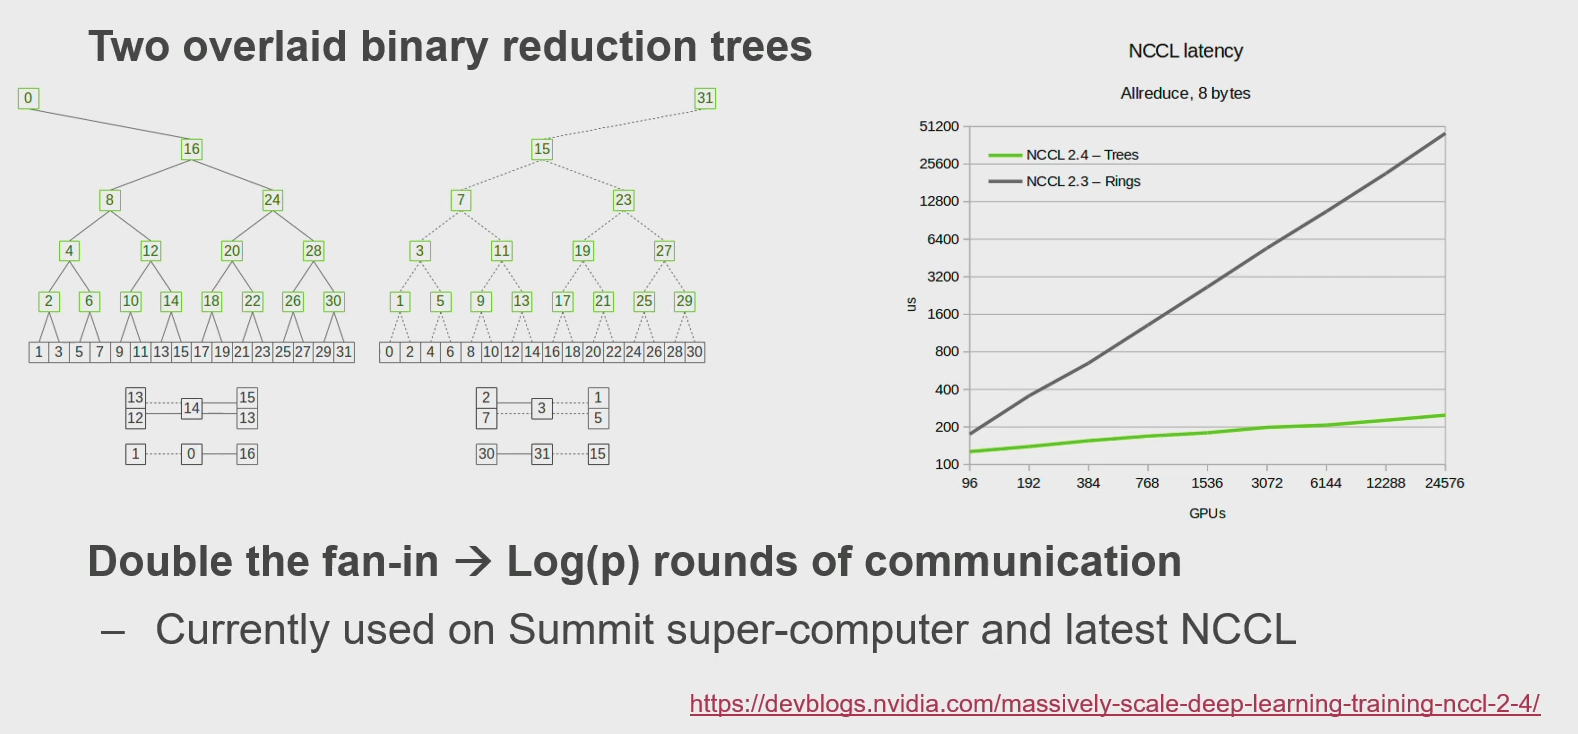 Two overlaid binary reduction trees
0
31
16
15
8 24
7 23
4 12 20 28
3 11 19 27
2 6 10 14 18 22 26 30
1 5 9 13 17 21 25 29
1 3 5 7 9 11 13 15 17 19 21 23 25 27 29 31
0 2 4 6 8 10 12 14 16 18 20 22 24 26 28 30
13 14 15
12 13
2 3 1
7 5
1 0 16
30 31 15
NCCL latency
Allreduce, 8 bytes
51200
25600
12800
6400
3200
1600
800
400
200
100
us
NCCL 2.4 – Trees
NCCL 2.3 – Rings
96 192 384 768 1536 3072 6144 12288 24576
GPUs
Double the fan-in → Log(p) rounds of communication
– Currently used on Summit super-computer and latest NCCL
https://devblogs.nvidia.com/massively-scale-deep-learning-training-nccl-2-4/